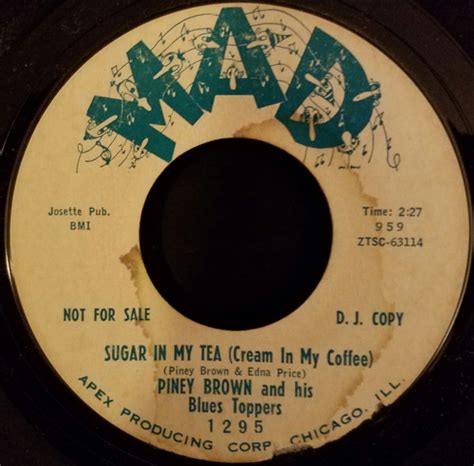 MAD
Josette Pub.
BMI
Time: 2:27
959
ZTSC-63114
NOT FOR SALE
D. J. COPY
SUGAR IN MY TEA (Cream In My Coffee)
(Piney Brown & Edna Price)
PINEY BROWN and his
Blues Toppers
1295
APEX PRODUCING CORP. CHICAGO, ILL.